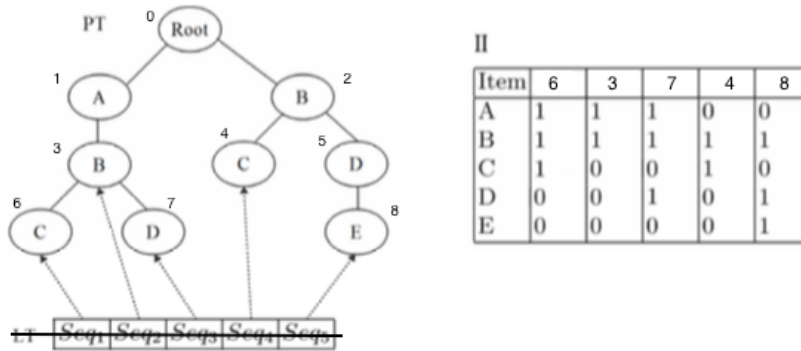 PT
0
Root
1
A
B
2
3
B
4
C
5
D
6
C
7
D
8
E
LT Seq1 Seq2 Seq3 Seq4 Seq5
II
Item 6 3 7 4 8
A 1 1 1 0 0
B 1 1 1 1 1
C 1 0 0 1 0
D 0 0 1 0 1
E 0 0 0 0 1